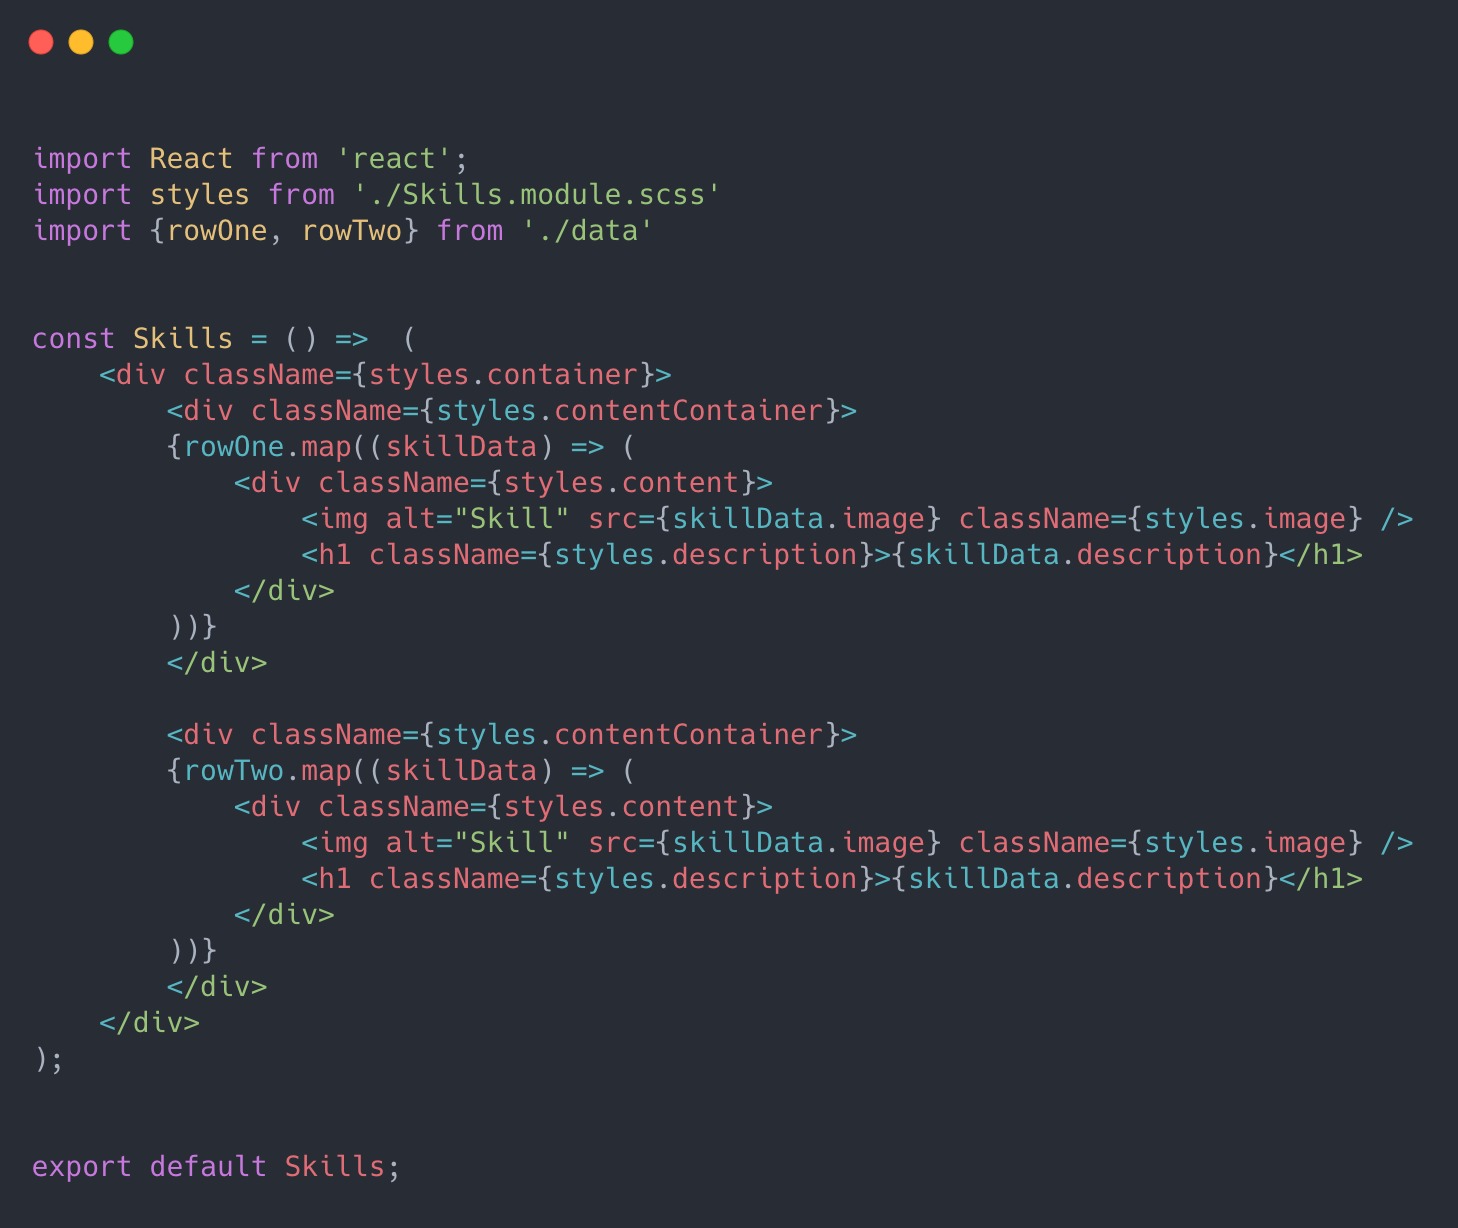 import React from 'react';
import styles from './Skills.module.scss'
import {rowOne, rowTwo} from './data'
const Skills = () =>  (
    <div className={styles.container}>
        <div className={styles.contentContainer}>
        {rowOne.map((skillData) => (
            <div className={styles.content}>
                <img alt="Skill" src={skillData.image} className={styles.image} />
                <h1 className={styles.description}>{skillData.description}</h1>
            </div>
        ))}
        </div>
        <div className={styles.contentContainer}>
        {rowTwo.map((skillData) => (
            <div className={styles.content}>
                <img alt="Skill" src={skillData.image} className={styles.image} />
                <h1 className={styles.description}>{skillData.description}</h1>
            </div>
        ))}
        </div>
    </div>
);
export default Skills;